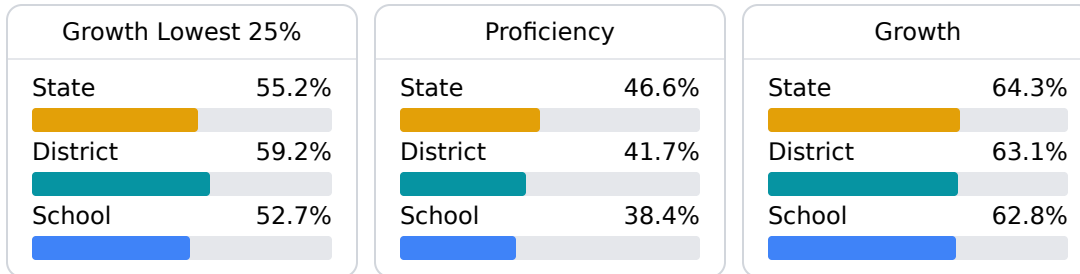 Growth Lowest 25%
State 55.2%
District 59.2%
School 52.7%
Proficiency
State 46.6%
District 41.7%
School 38.4%
Growth
State 64.3%
District 63.1%
School 62.8%